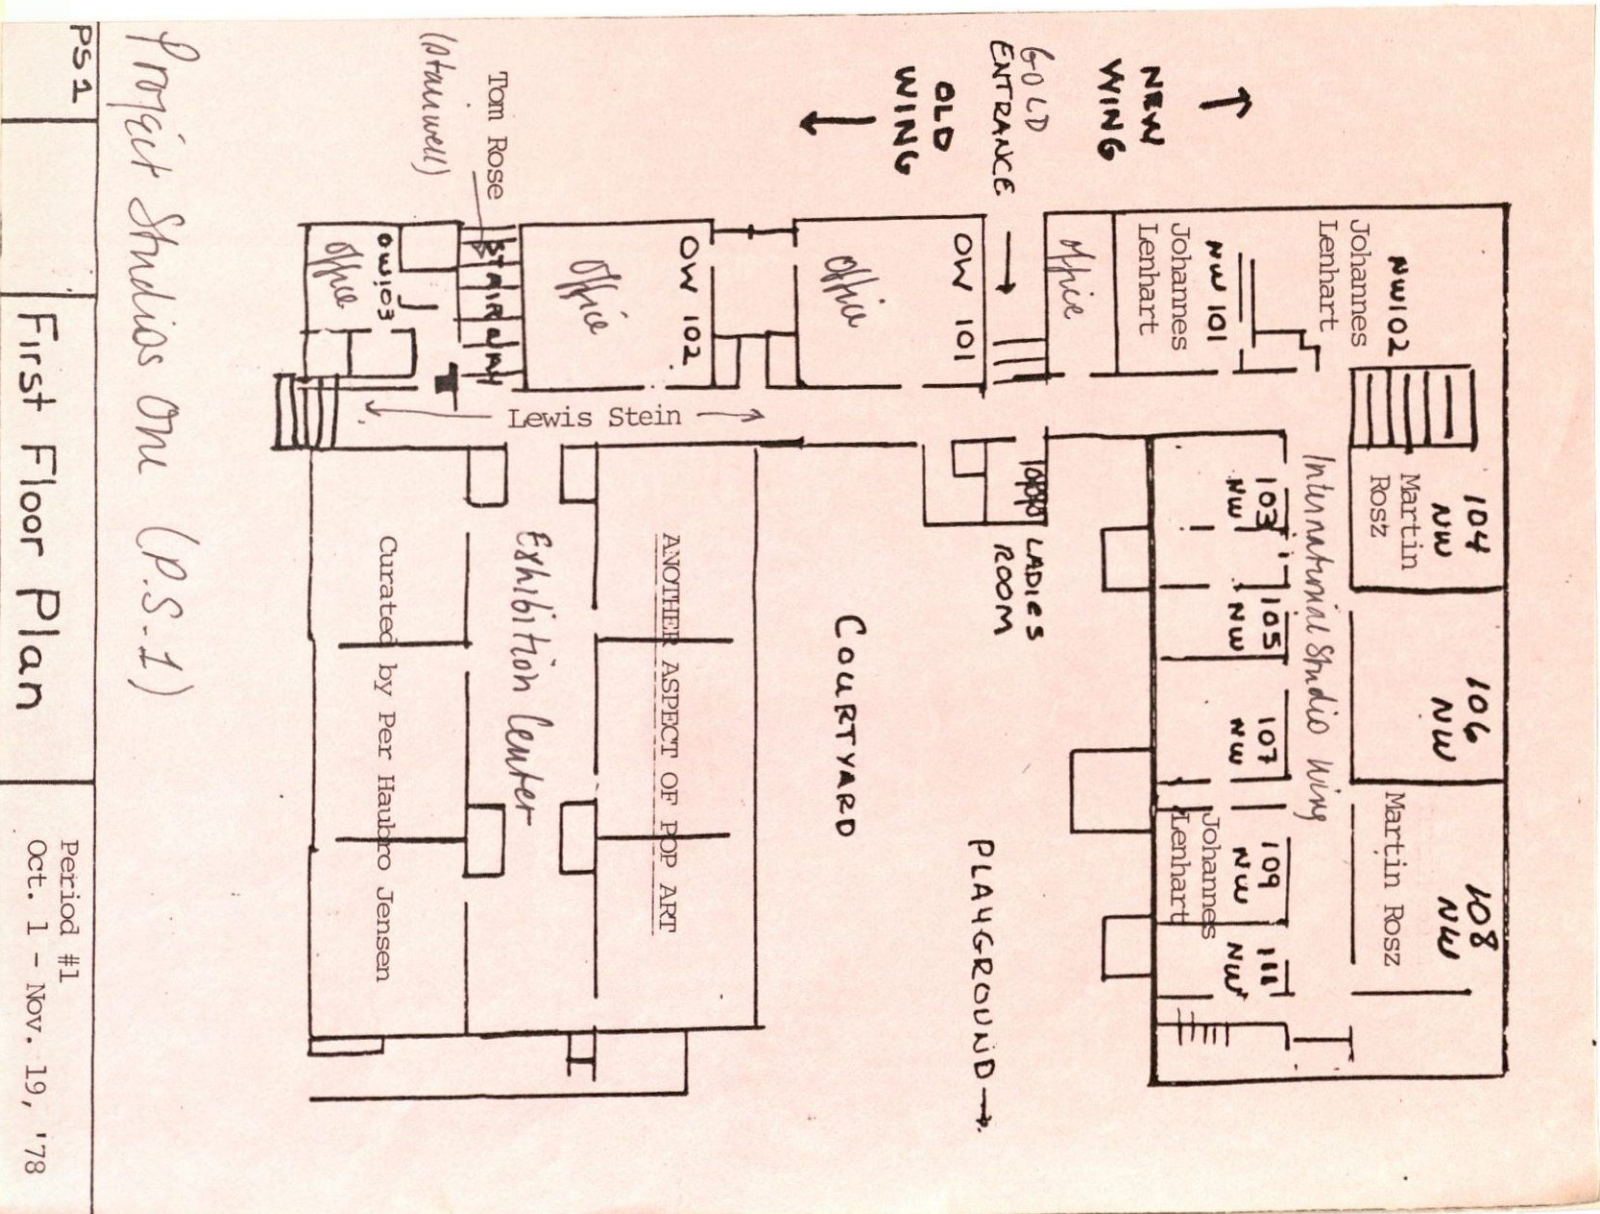 PS1
First Floor Plan
Period #1
Oct. 1 - Nov. 19, '78
Project Studios One (P.S.1)
NEW
WING
GOLD
ENTRANCE
OLD
WING
Tom Rose
(stairwell)
NW102
Johannes
Lenhart
NW 101
Johannes
Lenhart
Office
OW 101
Office
OW 102
Office
STAIRWAY
OW103
Office
Lewis Stein
104
NW
Martin
Rosz
106
NW
108
NW
Martin Rosz
International Studio Wing
103
NW
105
NW
107
NW
109
NW
Johannes
Lenhart
111
NW
LADIES
ROOM
COURTYARD
PLAYGROUND →
ANOTHER ASPECT OF POP ART
Exhibition Center
Curated by Per Haubro Jensen